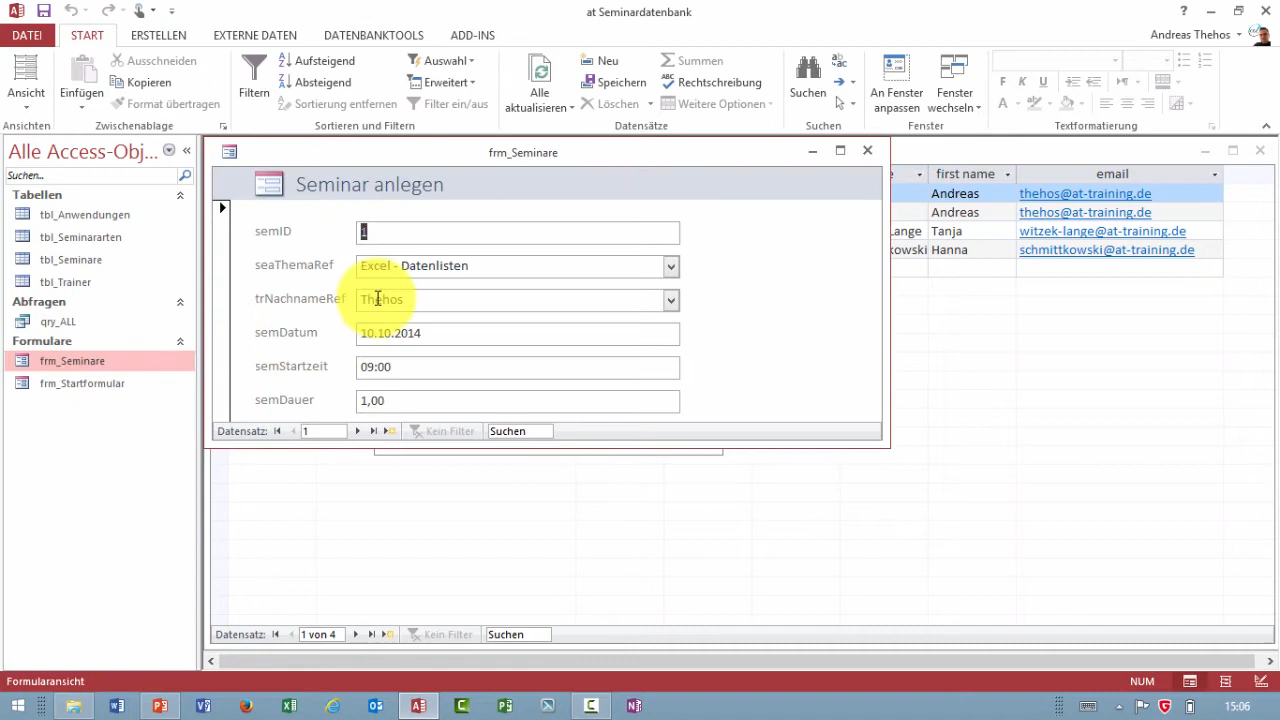 at Seminardatenbank
?
DATEI START ERSTELLEN EXTERNE DATEN DATENBANKTOOLS ADD-INS
Andreas Thehos
Ansicht
Ansichten
Einfügen
Ausschneiden
Kopieren
Format übertragen
Zwischenablage
Filtern
Aufsteigend
Absteigend
Sortierung entfernen
Auswahl
Erweitert
Filter ein/aus
Sortieren und Filtern
Alle
aktualisieren
Neu
Speichern
Löschen
Summen
Rechtschreibung
Weitere Optionen
Datensätze
Suchen
Suchen
An Fenster
anpassen
Fenster
wechseln
Fenster
F K U
A
Textformatierung
Alle Access-Obj...
Suchen...
Tabellen
tbl_Anwendungen
tbl_Seminararten
tbl_Seminare
tbl_Trainer
Abfragen
qry_ALL
Formulare
frm_Seminare
frm_Startformular
frm_Seminare
Seminar anlegen
semID 1
seaThemaRef Excel - Datenlisten
trNachnameRef Thehos
semDatum 10.10.2014
semStartzeit 09:00
semDauer 1,00
Datensatz: 1 Kein Filter Suchen
first name email
Andreas thehos@at-training.de
Andreas thehos@at-training.de
Lange Tanja witzek-lange@at-training.de
kowski Hanna schmittkowski@at-training.de
Datensatz: 1 von 4 Kein Filter Suchen
Formularansicht
NUM
15:06